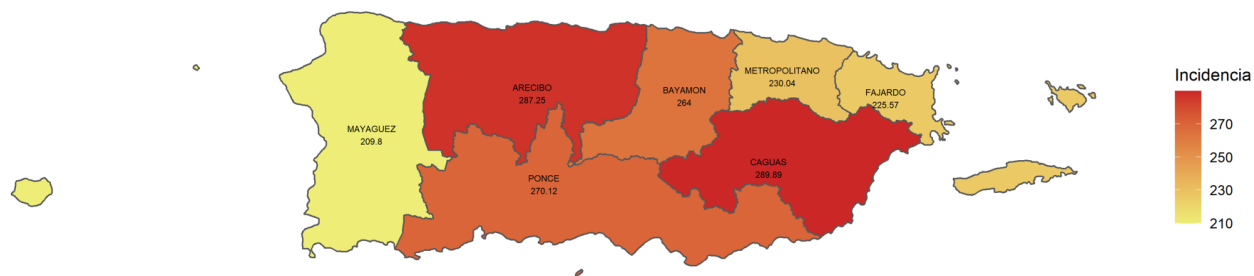 ARECIBO
287.25
BAYAMON
264
METROPOLITANO
230.04
FAJARDO
225.57
MAYAGUEZ
209.8
PONCE
270.12
CAGUAS
289.89
Incidencia
270
250
230
210